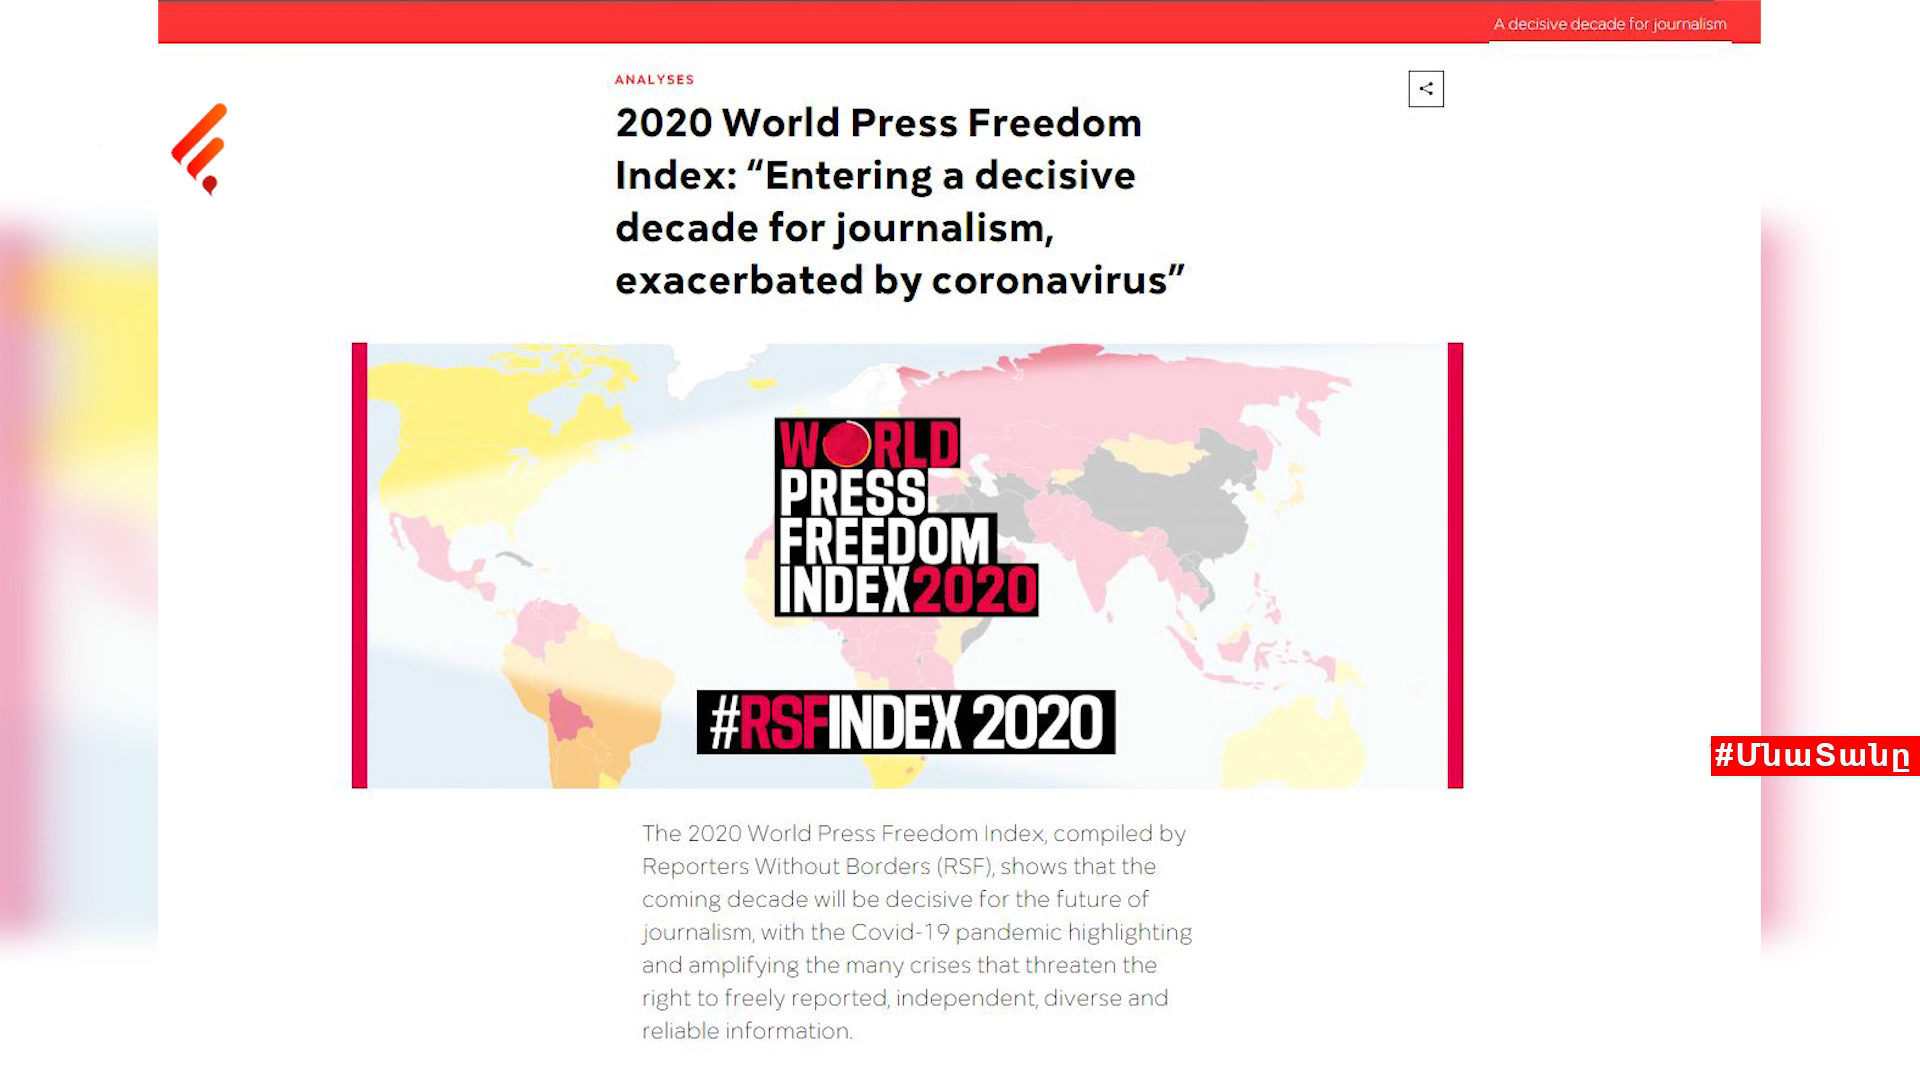 A decisive decade for journalism
ANALYSES
2020 World Press Freedom
Index: “Entering a decisive
decade for journalism,
exacerbated by coronavirus”
WORLD
PRESS
FREEDOM
INDEX2020
#RSFINDEX 2020
#ՄնաՏանը
The 2020 World Press Freedom Index, compiled by
Reporters Without Borders (RSF), shows that the
coming decade will be decisive for the future of
journalism, with the Covid-19 pandemic highlighting
and amplifying the many crises that threaten the
right to freely reported, independent, diverse and
reliable information.